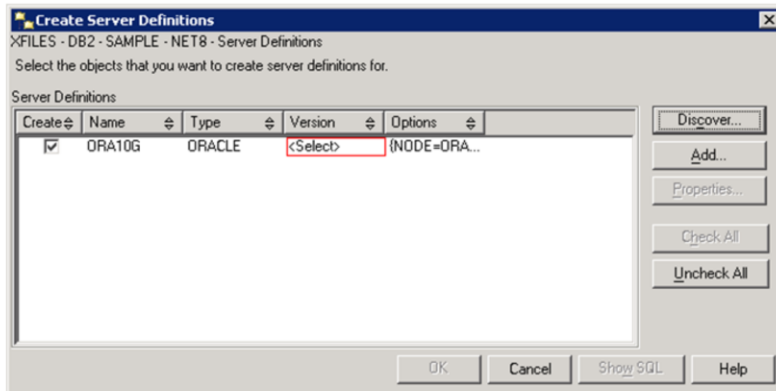 Create Server Definitions
XFILES - DB2 - SAMPLE - NET8 - Server Definitions
Select the objects that you want to create server definitions for.
Server Definitions
Create Name Type Version Options
ORA10G ORACLE <Select> {NODE=ORA...
Discover...
Add...
Properties...
Check All
Uncheck All
OK Cancel Show SQL Help